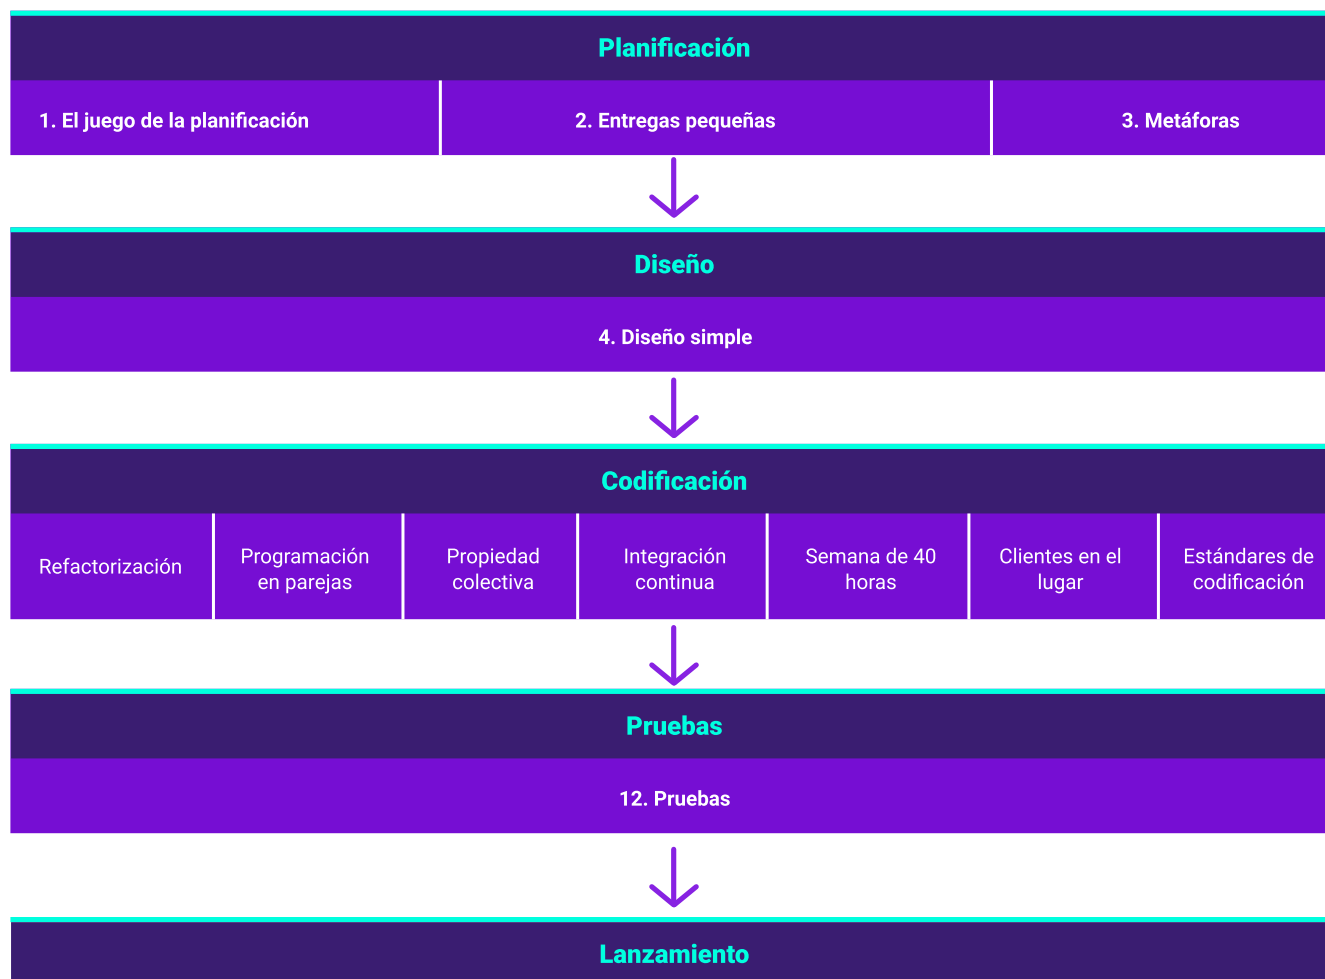 Planificación
1. El juego de la planificación
2. Entregas pequeñas
3. Metáforas
Diseño
4. Diseño simple
Codificación
Refactorización
Programación
en parejas
Propiedad
colectiva
Integración
continua
Semana de 40
horas
Clientes en el
lugar
Estándares de
codificación
Pruebas
12. Pruebas
Lanzamiento